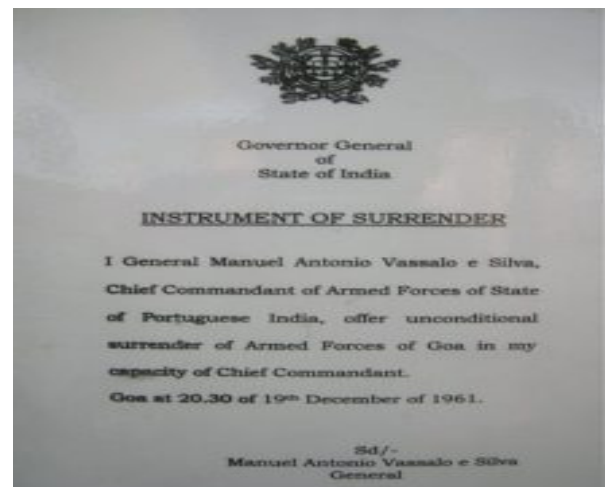 Governor General
of
State of India
INSTRUMENT OF SURRENDER
I General Manuel Antonio Vassalo e Silva,
Chief Commandant of Armed Forces of State
of Portuguese India, offer unconditional
surrender of Armed Forces of Goa in my
capacity of Chief Commandant.
Goa at 20.30 of 19th December of 1961.
Sd/-
Manuel Antonio Vassalo e Silva
General